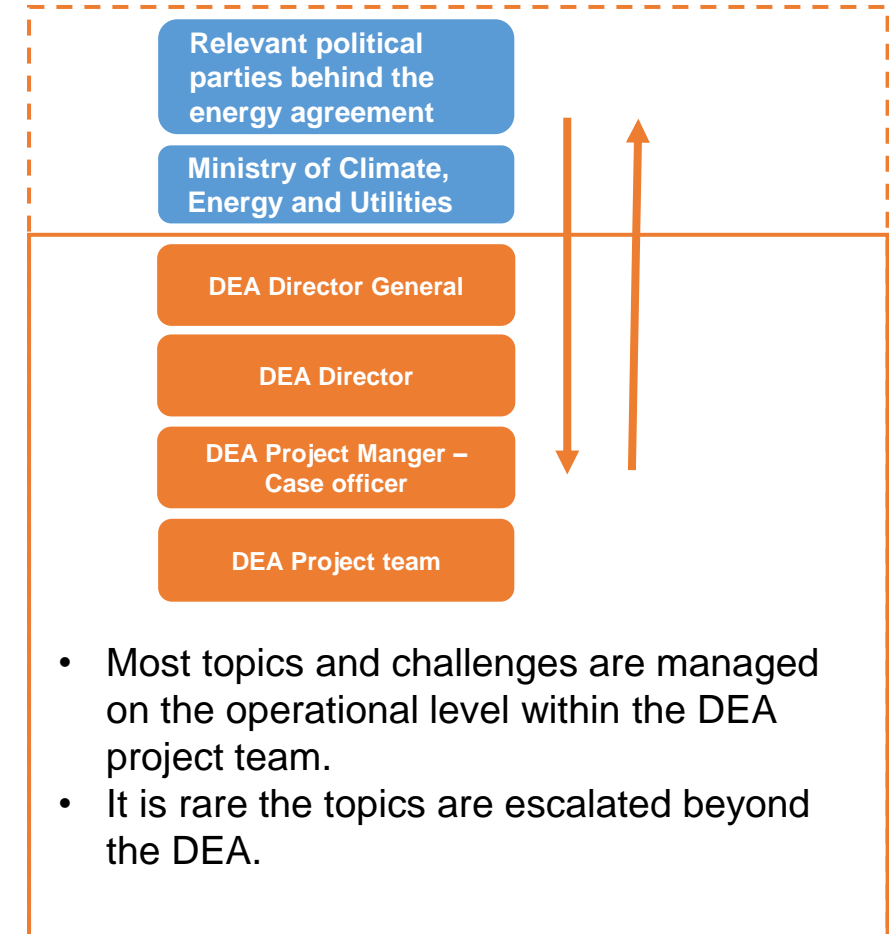 Relevant political
parties behind the
energy agreement
Ministry of Climate,
Energy and Utilities
DEA Director General
DEA Director
DEA Project Manger –
Case officer
DEA Project team
• Most topics and challenges are managed
on the operational level within the DEA
project team.
• It is rare the topics are escalated beyond
the DEA.